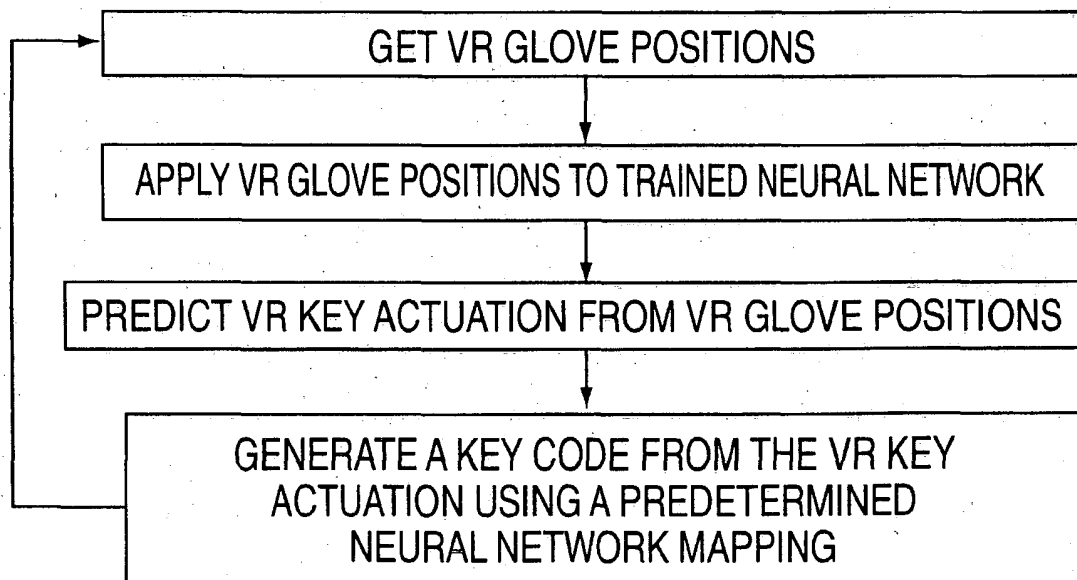 GET VR GLOVE POSITIONS
APPLY VR GLOVE POSITIONS TO TRAINED NEURAL NETWORK
PREDICT VR KEY ACTUATION FROM VR GLOVE POSITIONS
GENERATE A KEY CODE FROM THE VR KEY
ACTUATION USING A PREDETERMINED
NEURAL NETWORK MAPPING